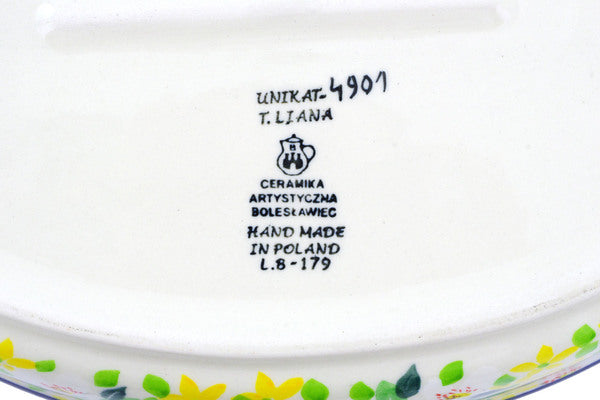 UNIKAT-4901
T. LIANA
B
CERAMIKA
ARTYSTYCZNA
BOLESŁAWIEC
HAND MADE
IN POLAND
L.8-179